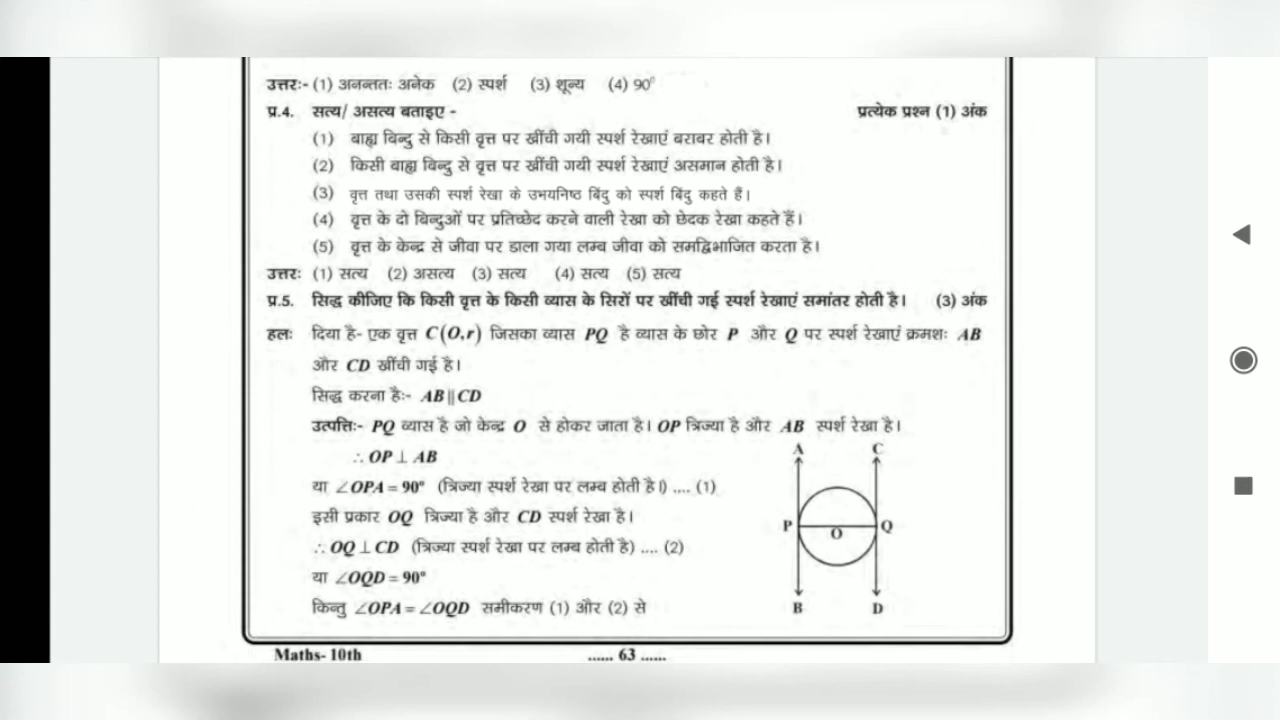 उत्तरः- (1) अनन्ततः अनेक (2) स्पर्श (3) शून्य (4) 90⁰
प्र.4. सत्य/ असत्य बताइए - प्रत्येक प्रश्न (1) अंक
(1) बाह्य बिन्दु से किसी वृत्त पर खींची गयी स्पर्श रेखाएं बराबर होती है।
(2) किसी बाह्य बिन्दु से वृत्त पर खींची गयी स्पर्श रेखाएं असमान होती है।
(3) वृत्त तथा उसकी स्पर्श रेखा के उभयनिष्ठ बिंदु को स्पर्श बिंदु कहते हैं।
(4) वृत्त के दो बिन्दुओं पर प्रतिच्छेद करने वाली रेखा को छेदक रेखा कहते हैं।
(5) वृत्त के केन्द्र से जीवा पर डाला गया लम्ब जीवा को समद्विभाजित करता है।
उत्तरः (1) सत्य (2) असत्य (3) सत्य (4) सत्य (5) सत्य
प्र.5. सिद्ध कीजिए कि किसी वृत्त के किसी व्यास के सिरों पर खींची गई स्पर्श रेखाएं समांतर होती है। (3) अंक
हलः दिया है- एक वृत्त C(O,r) जिसका व्यास PQ है व्यास के छोर P और Q पर स्पर्श रेखाएं क्रमशः AB
और CD खींची गई है।
सिद्ध करना हैः- AB||CD
उत्पत्तिः- PQ व्यास है जो केन्द्र O से होकर जाता है। OP त्रिज्या है और AB स्पर्श रेखा है।
∴ OP ⊥ AB
या ∠OPA = 90° (त्रिज्या स्पर्श रेखा पर लम्ब होती है।) .... (1)
इसी प्रकार OQ त्रिज्या है और CD स्पर्श रेखा है।
∴ OQ ⊥ CD (त्रिज्या स्पर्श रेखा पर लम्ब होती है) .... (2)
या ∠OQD = 90°
किन्तु ∠OPA = ∠OQD समीकरण (1) और (2) से
A C
P O Q
B D
Maths- 10th ...... 63 ......